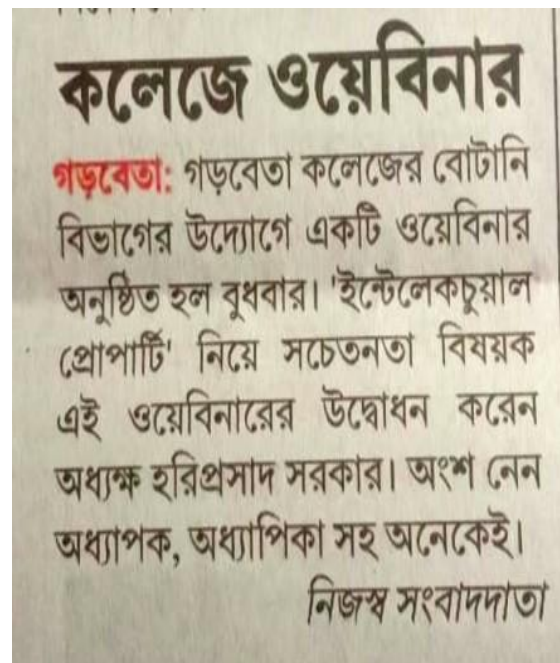 কলেজে ওয়েবিনার
গড়বেতা: গড়বেতা কলেজের বোটানি
বিভাগের উদ্যোগে একটি ওয়েবিনার
অনুষ্ঠিত হল বুধবার। 'ইন্টেলেকচুয়াল
প্রোপার্টি' নিয়ে সচেতনতা বিষয়ক
এই ওয়েবিনারের উদ্বোধন করেন
অধ্যক্ষ হরিপ্রসাদ সরকার। অংশ নেন
অধ্যাপক, অধ্যাপিকা সহ অনেকেই।
নিজস্ব সংবাদদাতা